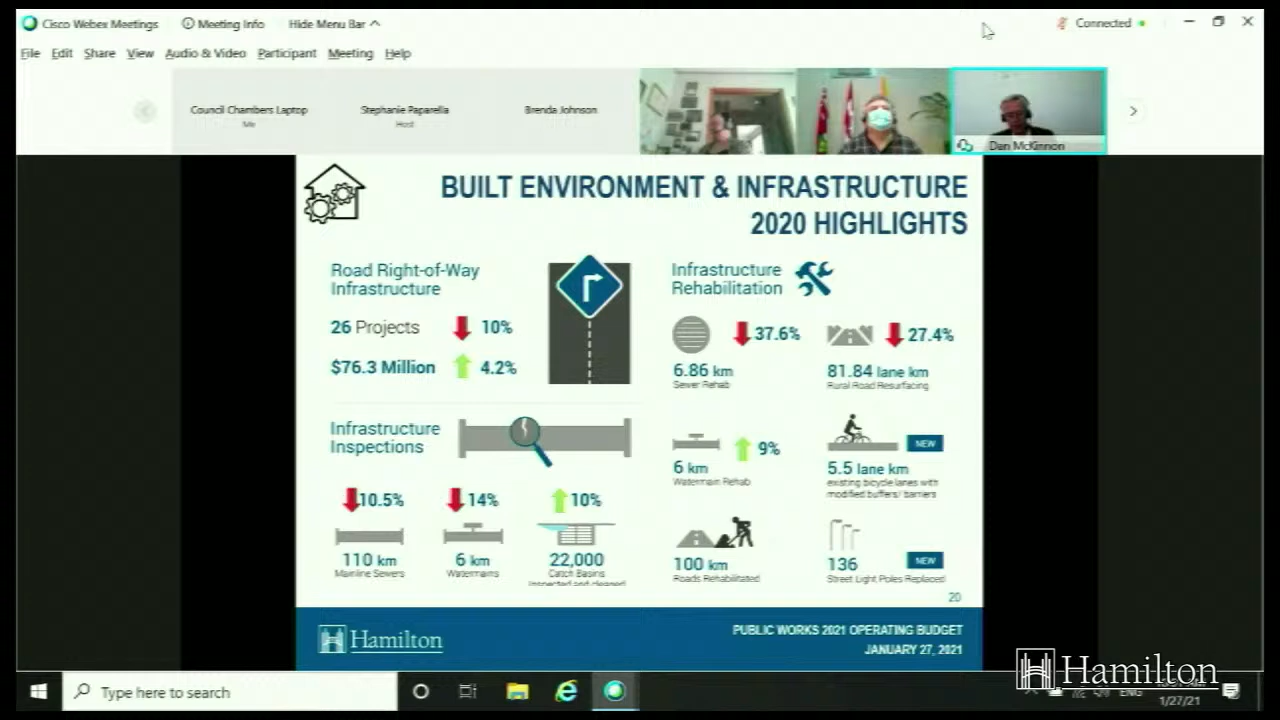 Cisco Webex Meetings
Meeting Info
Hide Menu Bar
Connected
File Edit Share View Audio & Video Participant Meeting Help
Council Chambers Laptop
Me
Stephanie Paparella
Host
Brenda Johnson
Dan McKinnon
BUILT ENVIRONMENT & INFRASTRUCTURE
2020 HIGHLIGHTS
Road Right-of-Way
Infrastructure
26 Projects
10%
$76.3 Million
4.2%
Infrastructure
Inspections
10.5%
14%
10%
110 km
Mainline Sewers
6 km
Watermains
22,000
Catch Basins
Inspected and cleaned
Infrastructure
Rehabilitation
37.6%
6.86 km
Sewer Rehab
27.4%
81.84 lane km
Rural Road Resurfacing
9%
6 km
Watermain Rehab
NEW
5.5 lane km
existing bicycle lanes with
modified buffers/ barriers
100 km
Roads Rehabilitated
NEW
136
Street Light Poles Replaced
20
Hamilton
PUBLIC WORKS 2021 OPERATING BUDGET
JANUARY 27, 2021
Type here to search
Hamilton
ENG
1/27/21